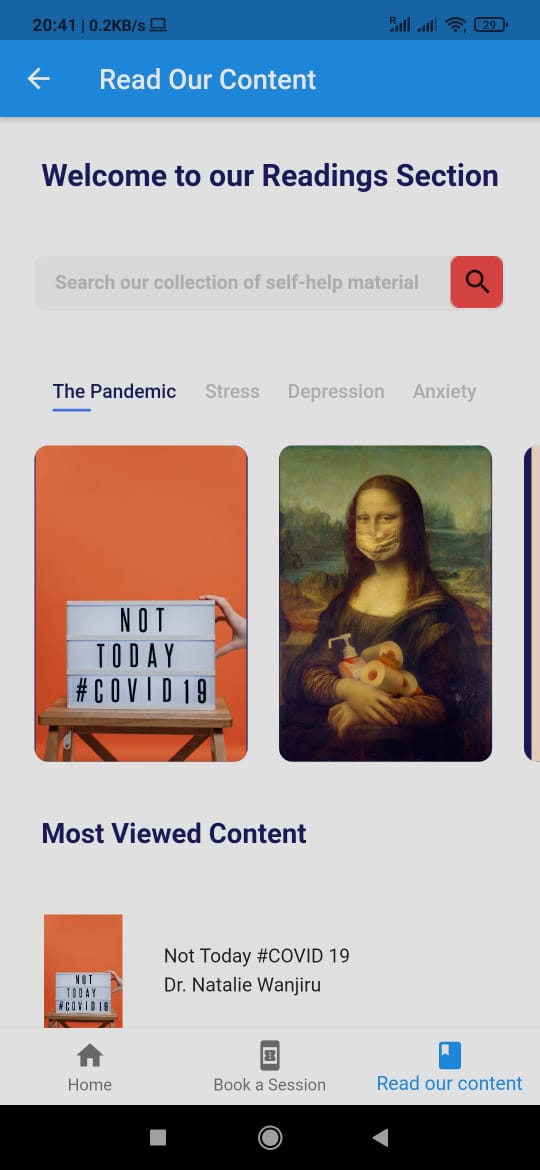 20:41 | 0.2KB/s
R
29
Read Our Content
Welcome to our Readings Section
Search our collection of self-help material
The Pandemic Stress Depression Anxiety
NOT
TODAY
#COVID19
Most Viewed Content
NOT
TODAY
#COVID19
Not Today #COVID 19
Dr. Natalie Wanjiru
Home Book a Session Read our content